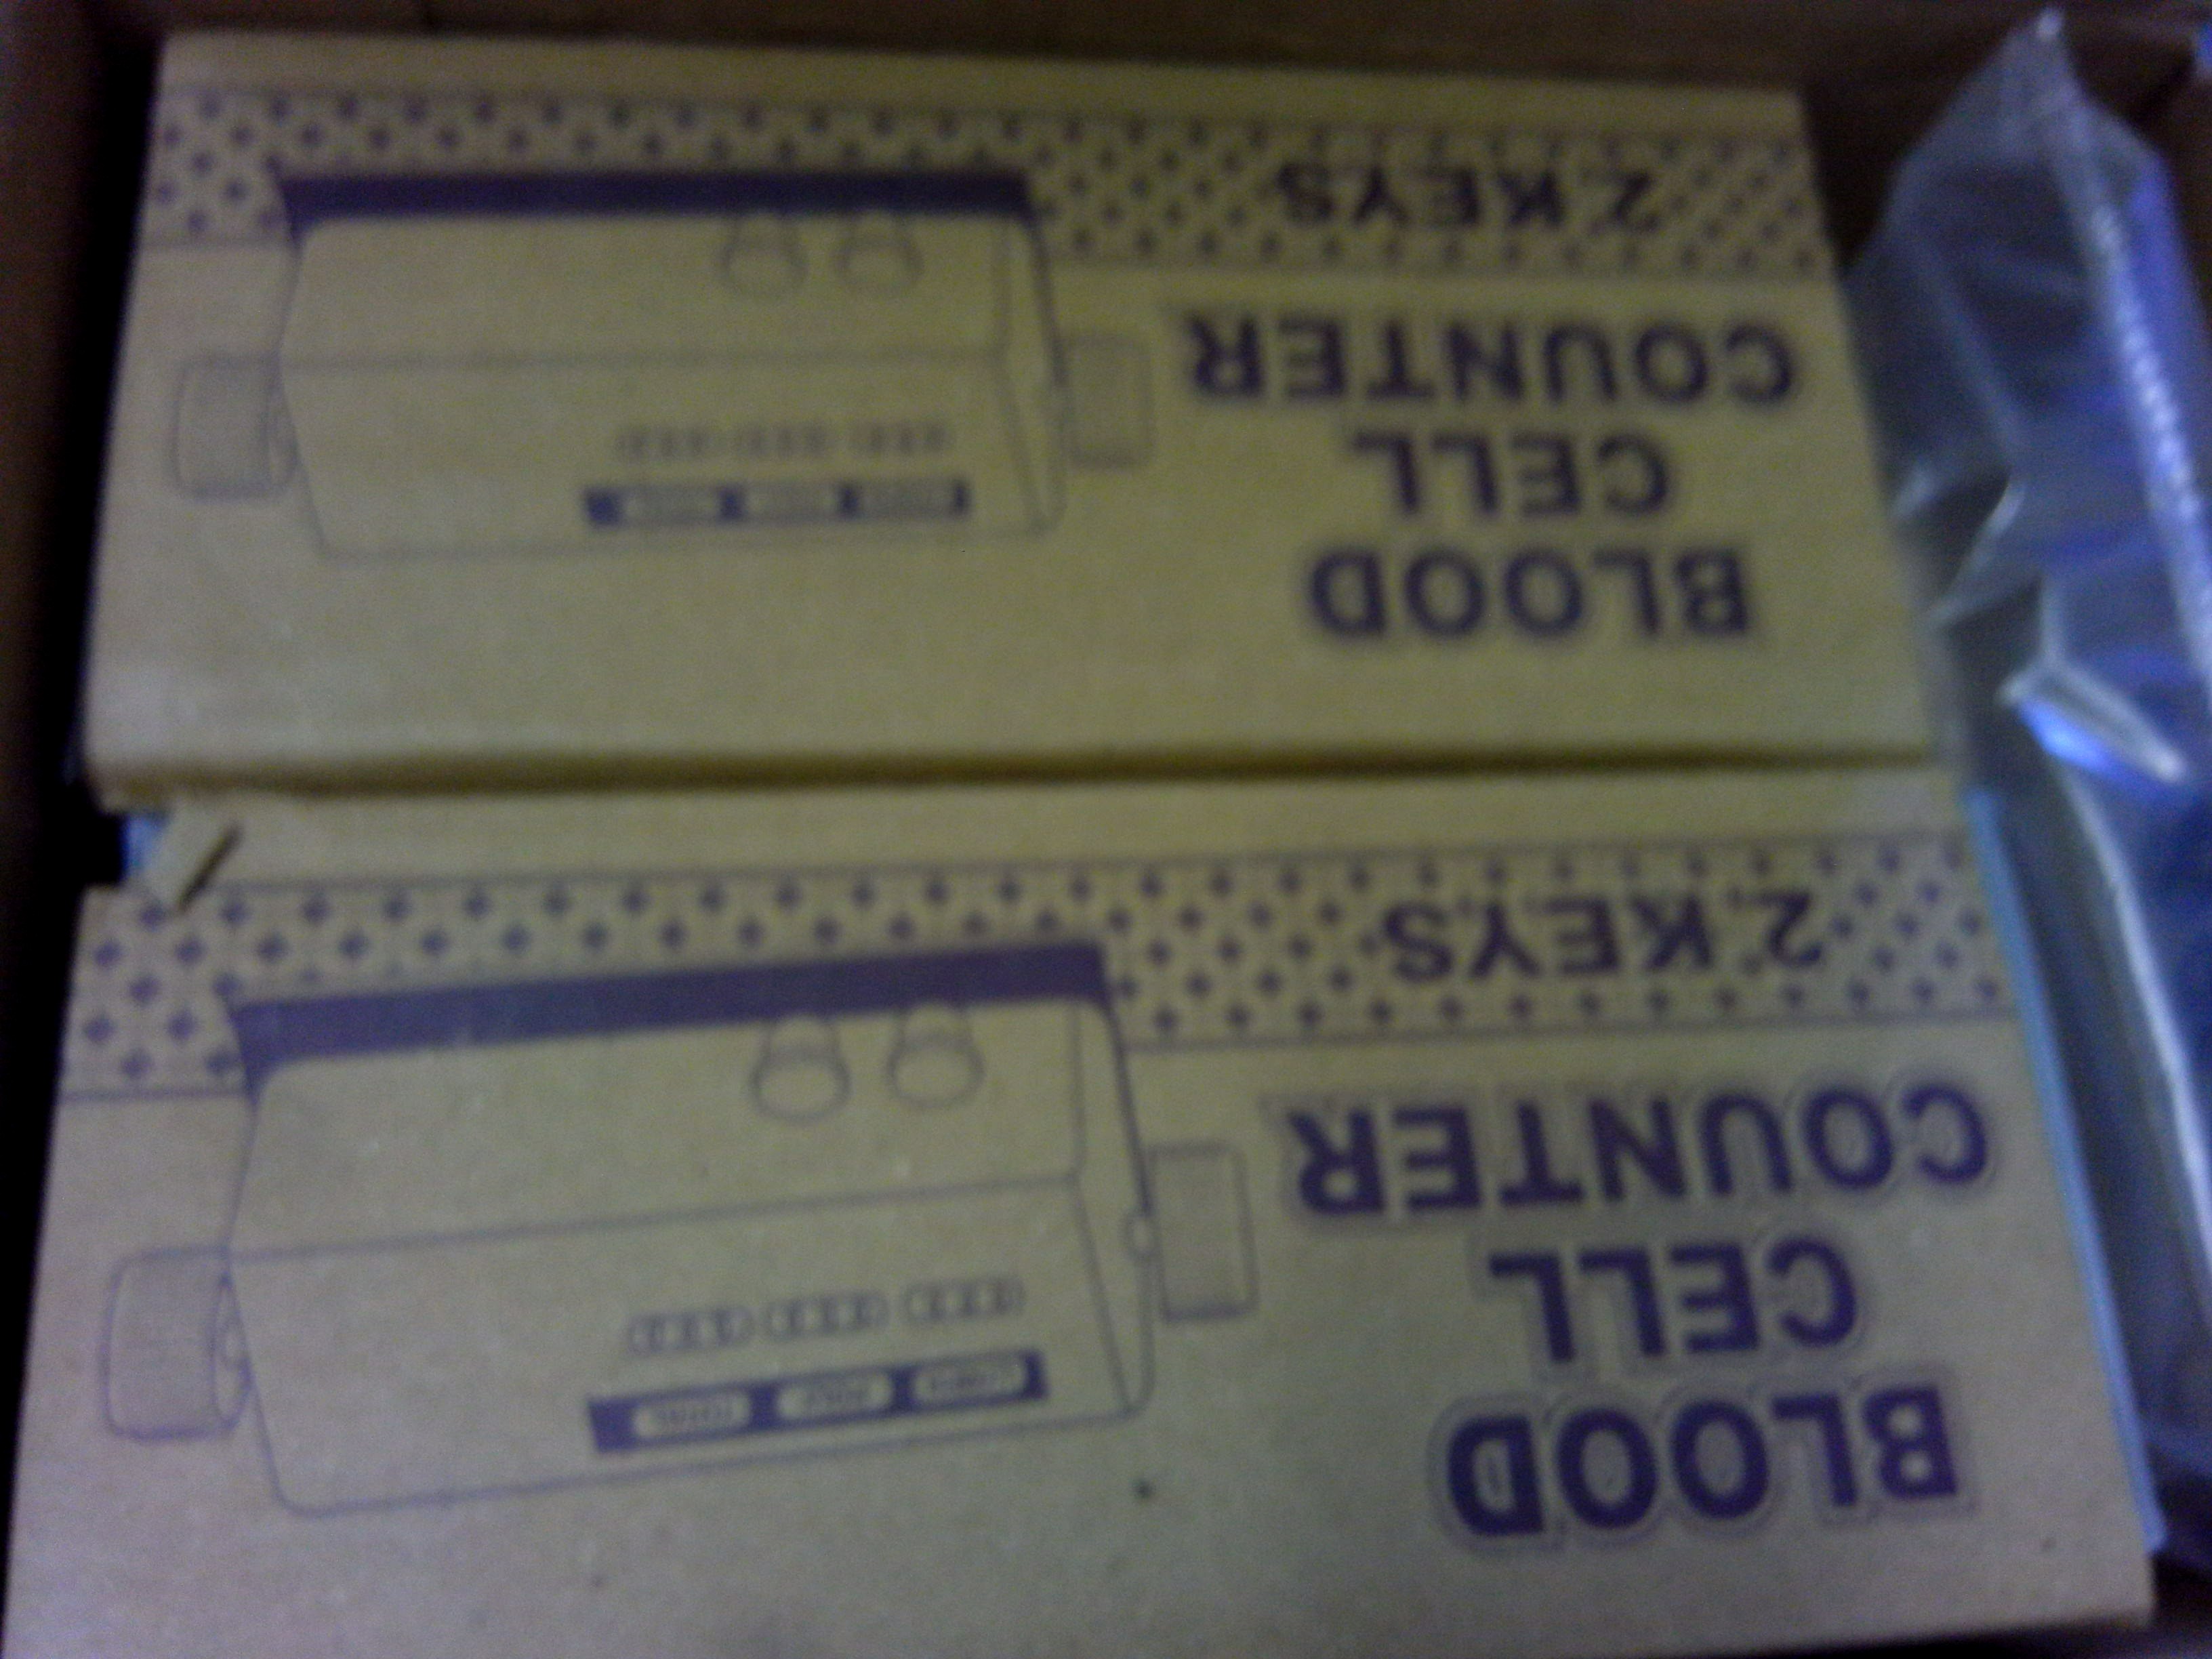 BLOOD
CELL
COUNTER
2 KEYS
BLOOD
CELL
COUNTER
2 KEYS